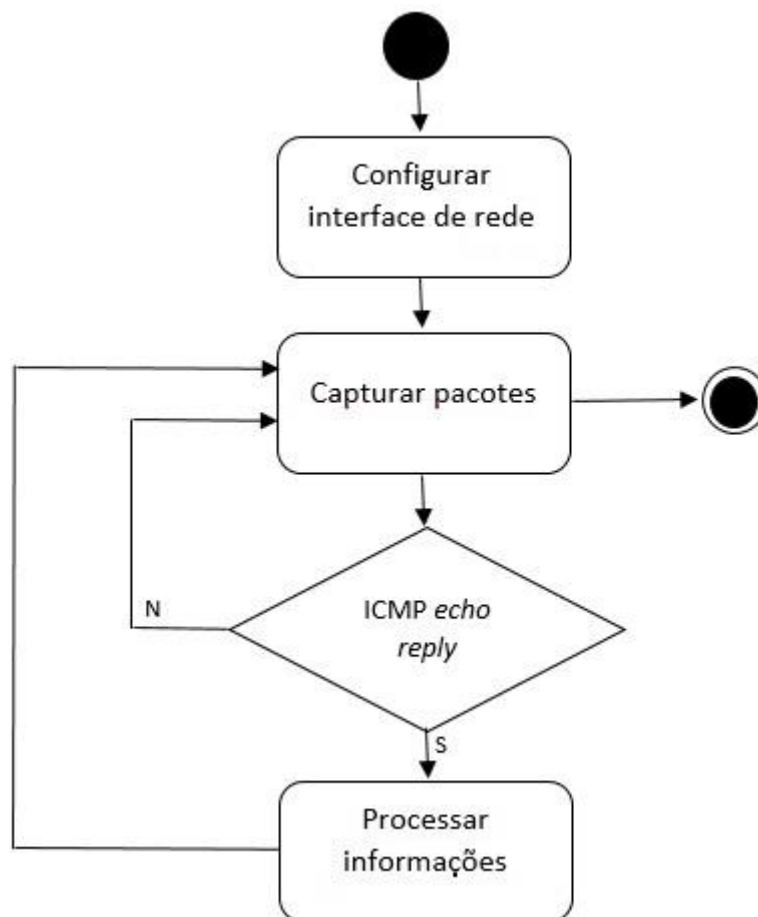 Configurar
interface de rede
Capturar pacotes
ICMP echo
reply
N
S
Processar
informações